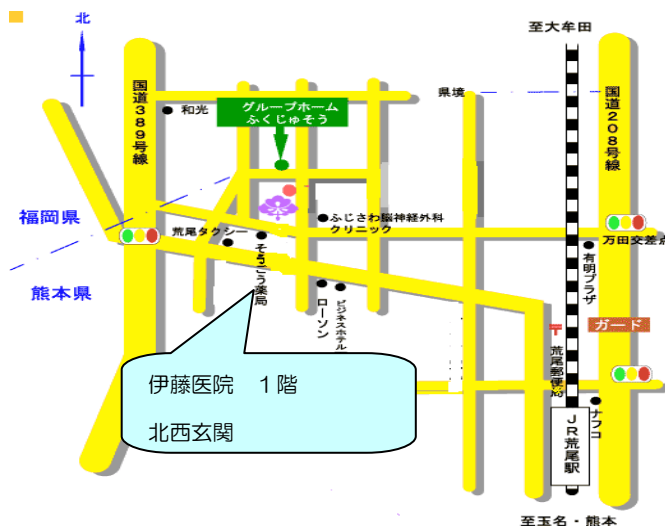 北
至大牟田
国道389号線
和光
グループホーム
ふくじゅそう
県境
国道208号線
福岡県
熊本県
荒尾タクシー
そうごう薬局
ふじさわ脳神経外科
クリニック
万田交差点
有明プラザ
ローソン
ビジネスホテル
〒
荒尾郵便局
ガード
伊藤医院 1階
北西玄関
ナフコ
JR荒尾駅
至玉名・熊本